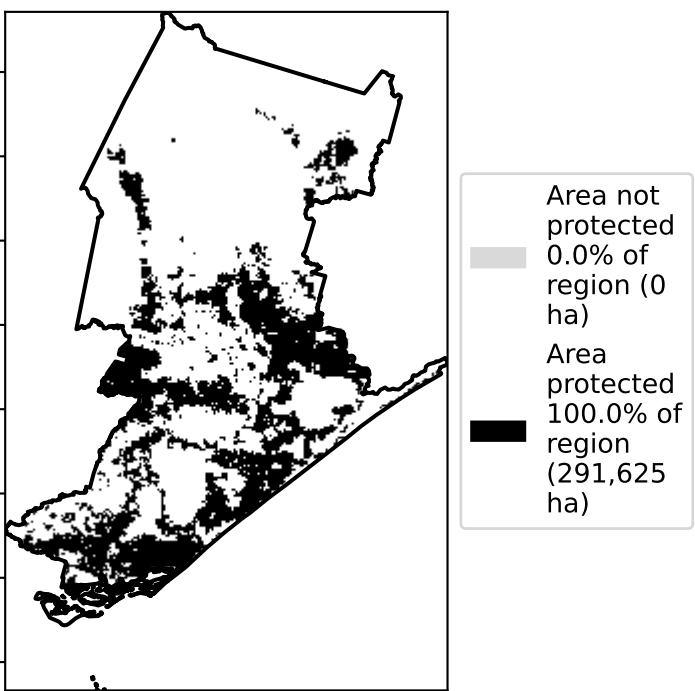 Area not
protected
0.0% of
region (0
ha)
Area
protected
100.0% of
region
(291,625
ha)